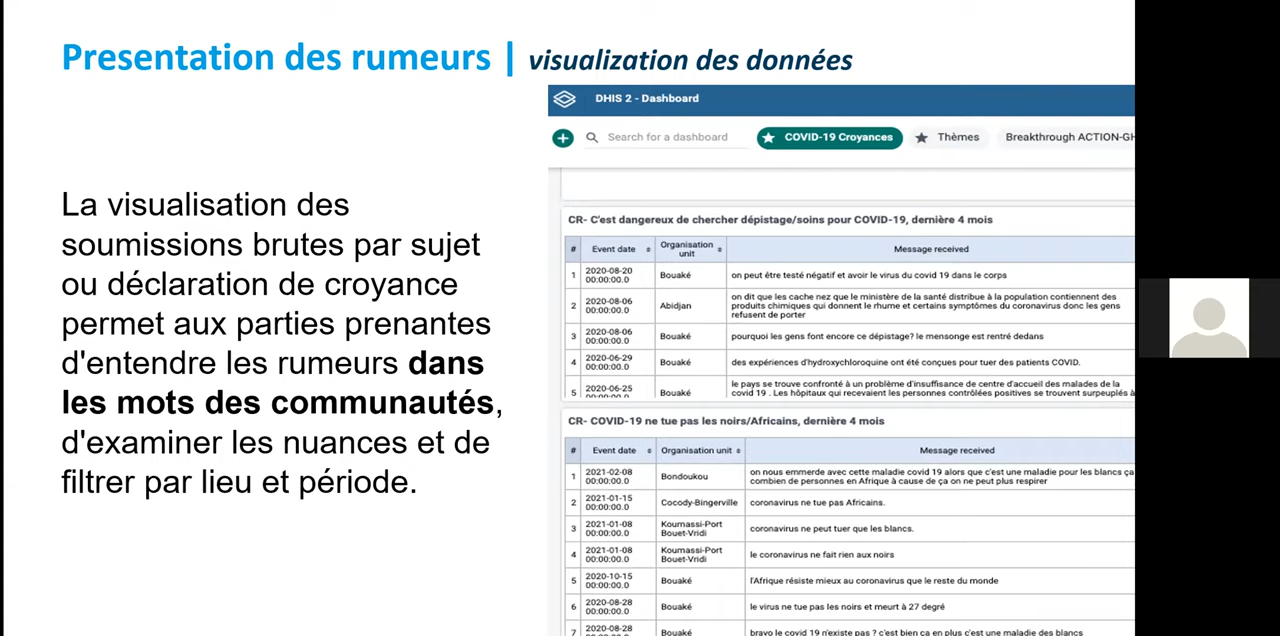 Presentation des rumeurs | visualization des données
La visualisation des
soumissions brutes par sujet
ou déclaration de croyance
permet aux parties prenantes
d'entendre les rumeurs dans
les mots des communautés,
d'examiner les nuances et de
filtrer par lieu et période.
DHIS 2 - Dashboard
Search for a dashboard
COVID-19 Croyances
Thèmes
Breakthrough ACTION-GH
CR- C'est dangereux de chercher dépistage/soins pour COVID-19, dernière 4 mois
# Event date Organisation unit Message received
1 2020-08-20 00:00:00.0 Bouaké on peut être testé négatif et avoir le virus du covid 19 dans le corps
2 2020-08-06 00:00:00.0 Abidjan on dit que les cache nez que le ministère de la santé distribue à la population contiennent des
produits chimiques qui donnent le rhume et certains symptômes du coronavirus donc les gens
refusent de porter
3 2020-08-06 00:00:00.0 Bouaké pourquoi les gens font encore ce dépistage? le mensonge est rentré dedans
4 2020-06-29 00:00:00.0 Bouaké des expériences d'hydroxchloroquine ont été conçues pour tuer des patients COVID.
5 2020-06-25 00:00:00.0 Bouaké le pays se trouve confronté à un problème d'insuffisance de centre d'accueil des malades de la
covid 19 . Les hôpitaux qui recevaient les personnes contrôlées positives se trouvent surpeuplés à
CR- COVID-19 ne tue pas les noirs/Africains, dernière 4 mois
# Event date Organisation unit Message received
1 2021-02-08 00:00:00.0 Bondoukou on nous emmerde avec cette maladie covid 19 alors que c'est une maladie pour les blancs ça
combien de personnes en Afrique à cause de ça on ne peut plus respirer
2 2021-01-15 00:00:00.0 Cocody-Bingerville coronavirus ne tue pas Africains.
3 2021-01-08 00:00:00.0 Koumassi-Port Bouet-Vridi coronavirus ne peut tuer que les blancs.
4 2021-01-08 00:00:00.0 Koumassi-Port Bouet-Vridi le coronavirus ne fait rien aux noirs
5 2020-10-15 00:00:00.0 Bouaké l'Afrique résiste mieux au coronavirus que le reste du monde
6 2020-08-28 00:00:00.0 Bouaké le virus ne tue pas les noirs et meurt à 27 degré
7 2020-08-28 Bouaké bravo le covid 19 n'existe pas ? c'est bien ça en plus c'est une maladie des blancs